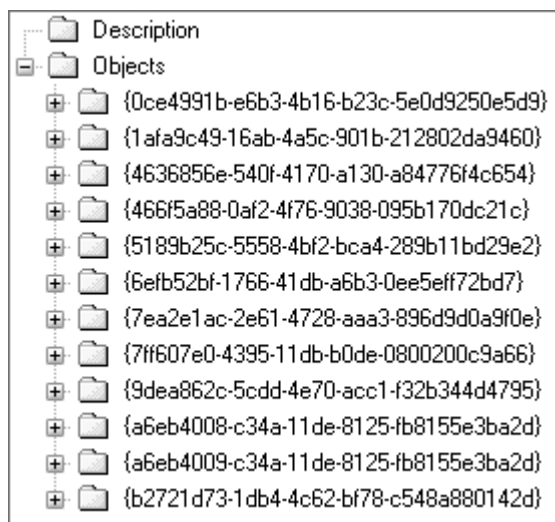 Description
Objects
{0ce4991b-e6b3-4b16-b23c-5e0d9250e5d9}
{1afa9c49-16ab-4a5c-901b-212802da9460}
{4636856e-540f-4170-a130-a84776f4c654}
{466f5a88-0af2-4f76-9038-095b170dc21c}
{5189b25c-5558-4bf2-bca4-289b11bd29e2}
{6efb52bf-1766-41db-a6b3-0ee5eff72bd7}
{7ea2e1ac-2e61-4728-aaa3-896d9d0a9f0e}
{7ff607e0-4395-11db-b0de-0800200c9a66}
{9dea862c-5cdd-4e70-acc1-f32b344d4795}
{a6eb4008-c34a-11de-8125-fb8155e3ba2d}
{a6eb4009-c34a-11de-8125-fb8155e3ba2d}
{b2721d73-1db4-4c62-bf78-c548a880142d}